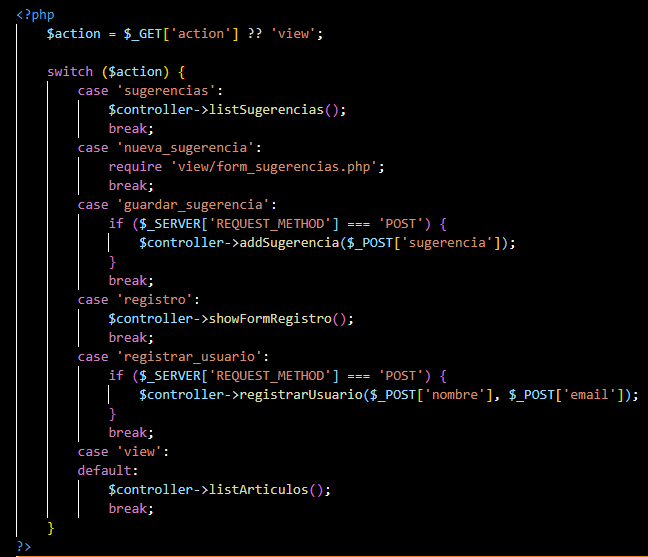 <?php
$action = $_GET['action'] ?? 'view';
switch ($action) {
case 'sugerencias':
$controller->listSugerencias();
break;
case 'nueva_sugerencia':
require 'view/form_sugerencias.php';
break;
case 'guardar_sugerencia':
if ($_SERVER['REQUEST_METHOD'] === 'POST') {
$controller->addSugerencia($_POST['sugerencia']);
}
break;
case 'registro':
$controller->showFormRegistro();
break;
case 'registrar_usuario':
if ($_SERVER['REQUEST_METHOD'] === 'POST') {
$controller->registrarUsuario($_POST['nombre'], $_POST['email']);
}
break;
case 'view':
default:
$controller->listArticulos();
break;
}
?>